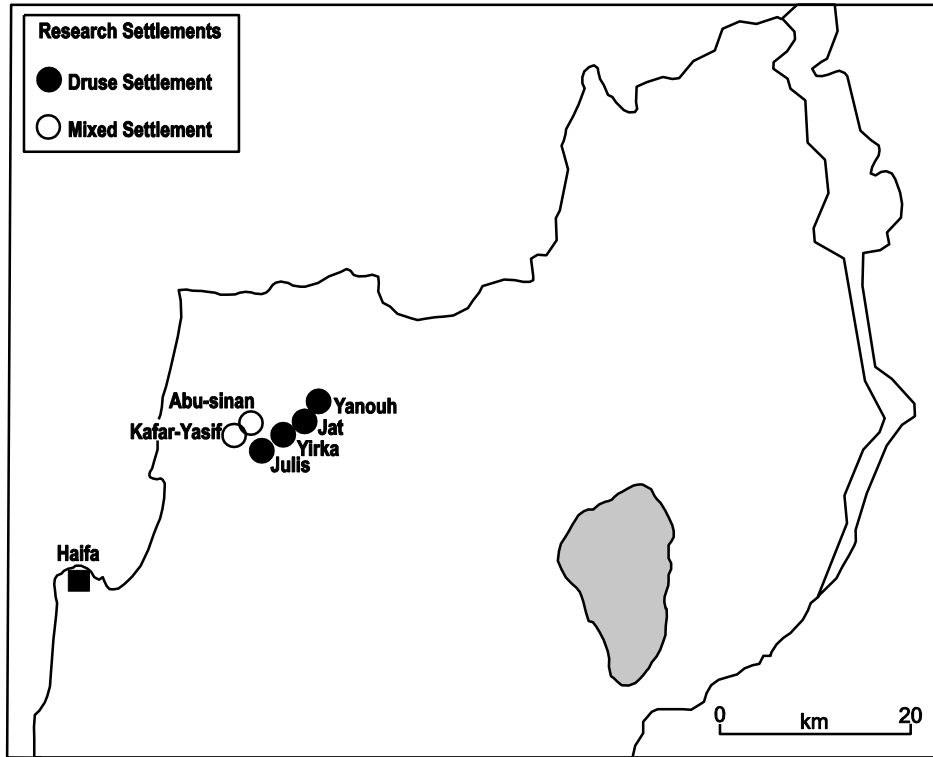 Research Settlements
Druse Settlement
Mixed Settlement
Abu-sinan
Yanouh
Kafar-Yasif
Jat
Yirka
Julis
Haifa
0 km 20